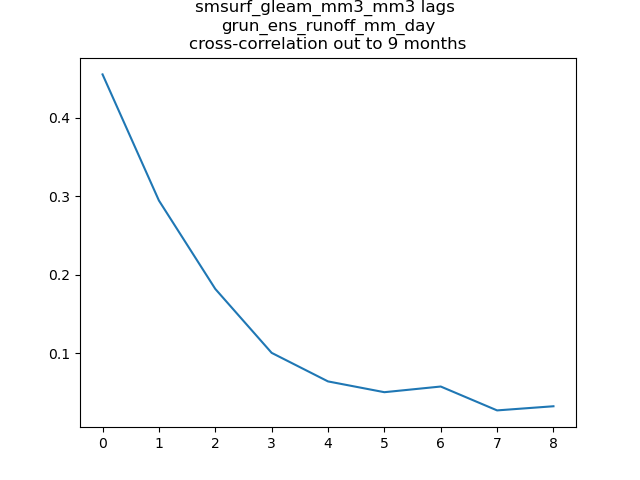 smsurf_gleam_mm3_mm3 lags
grun_ens_runoff_mm_day
cross-correlation out to 9 months
0.4
0.3
0.2
0.1
0 1 2 3 4 5 6 7 8